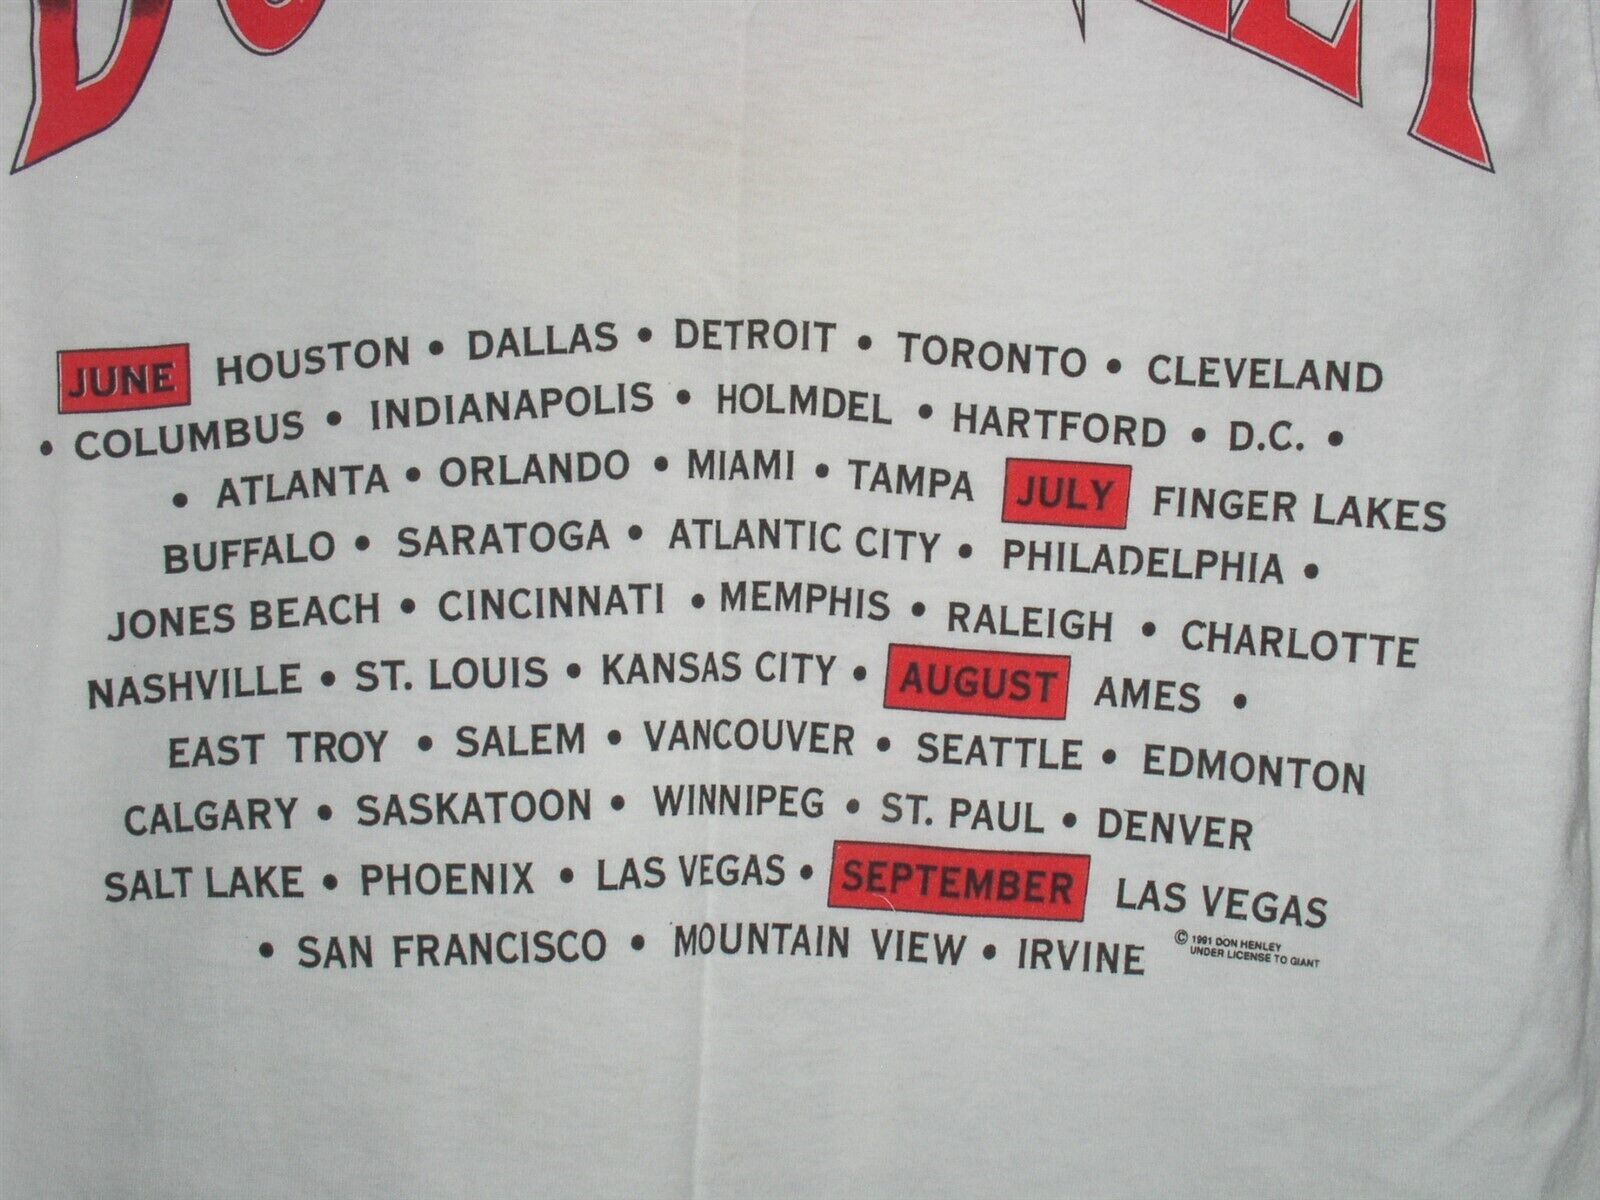 JUNE HOUSTON • DALLAS • DETROIT • TORONTO • CLEVELAND
• COLUMBUS • INDIANAPOLIS • HOLMDEL • HARTFORD • D.C. •
• ATLANTA • ORLANDO • MIAMI • TAMPA JULY FINGER LAKES
BUFFALO • SARATOGA • ATLANTIC CITY • PHILADELPHIA •
JONES BEACH • CINCINNATI • MEMPHIS • RALEIGH • CHARLOTTE
NASHVILLE • ST. LOUIS • KANSAS CITY • AUGUST AMES •
EAST TROY • SALEM • VANCOUVER • SEATTLE • EDMONTON
CALGARY • SASKATOON • WINNIPEG • ST. PAUL • DENVER
SALT LAKE • PHOENIX • LAS VEGAS • SEPTEMBER LAS VEGAS
• SAN FRANCISCO • MOUNTAIN VIEW • IRVINE
© 1991 DON HENLEY
UNDER LICENSE TO GIANT